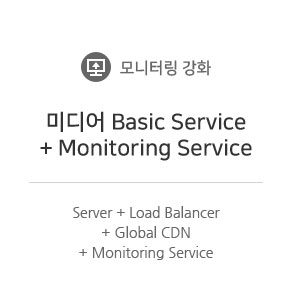 모니터링 강화
미디어 Basic Service
+ Monitoring Service
Server + Load Balancer
+ Global CDN
+ Monitoring Service